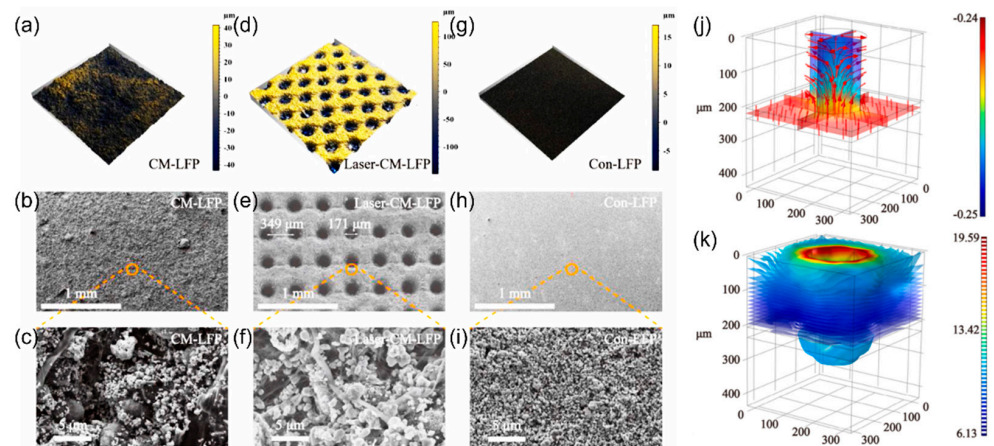 (a)
µm
40
30
20
10
0
-10
-20
-30
-40
CM-LFP
(d)
µm
100
50
0
-50
-100
Laser-CM-LFP
(g)
µm
15
10
5
0
-5
Con-LFP
(j)
0
100
200
300
400
µm
0
100
200
300
0
100
200
300
-0.24
-0.25
(b)
CM-LFP
1 mm
(e)
Laser-CM-LFP
349 µm
171 µm
1 mm
(h)
Con-LFP
1 mm
(k)
0
100
200
300
400
µm
0
100
200
300
0
100
200
300
19.59
13.42
6.13
(c)
CM-LFP
5 µm
(f)
Laser-CM-LFP
5 µm
(i)
Con-LFP
5 µm